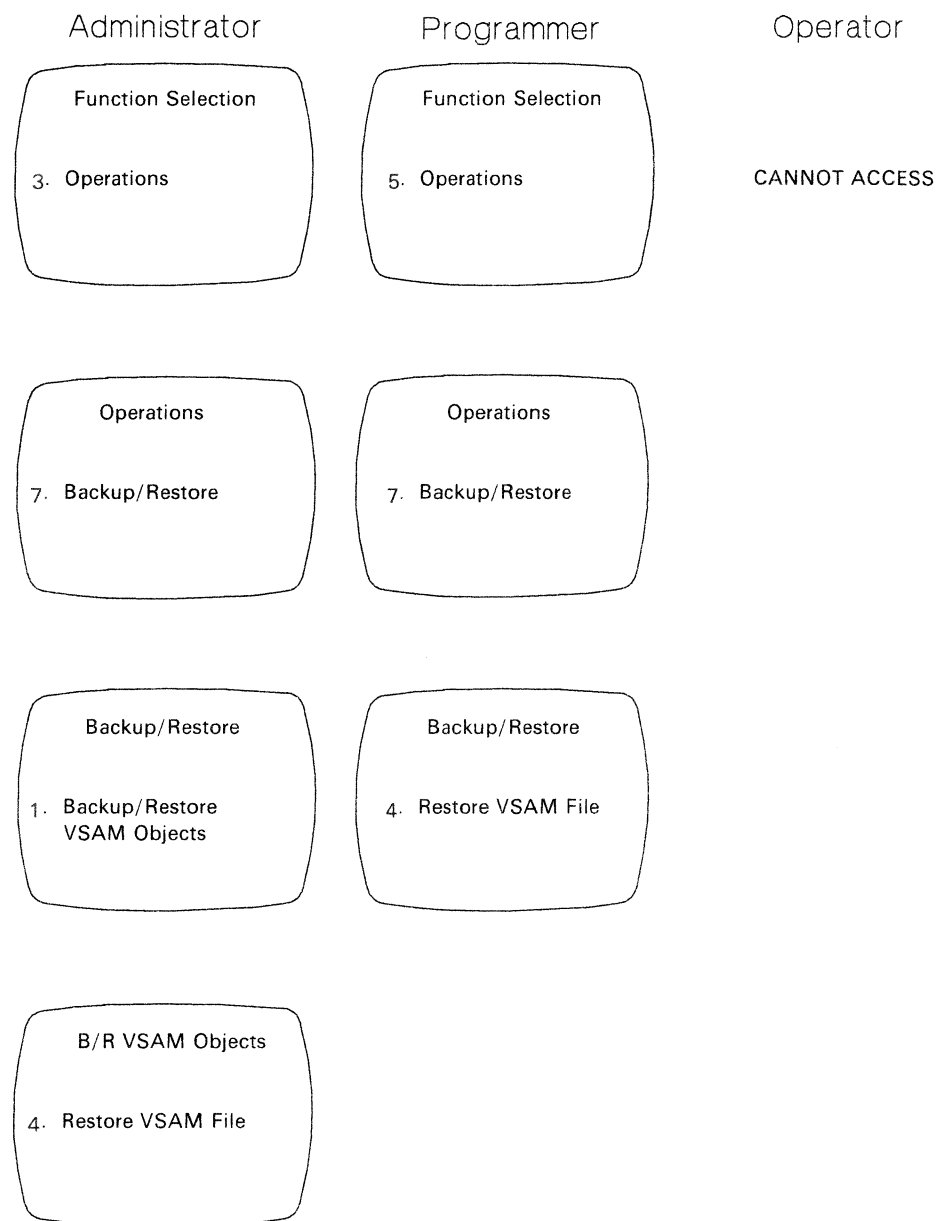 Administrator Programmer Operator
Function Selection Function Selection
3. Operations 5. Operations CANNOT ACCESS
Operations Operations
7. Backup/Restore 7. Backup/Restore
Backup/Restore Backup/Restore
1. Backup/Restore 4. Restore VSAM File
VSAM Objects
B/R VSAM Objects
4. Restore VSAM File